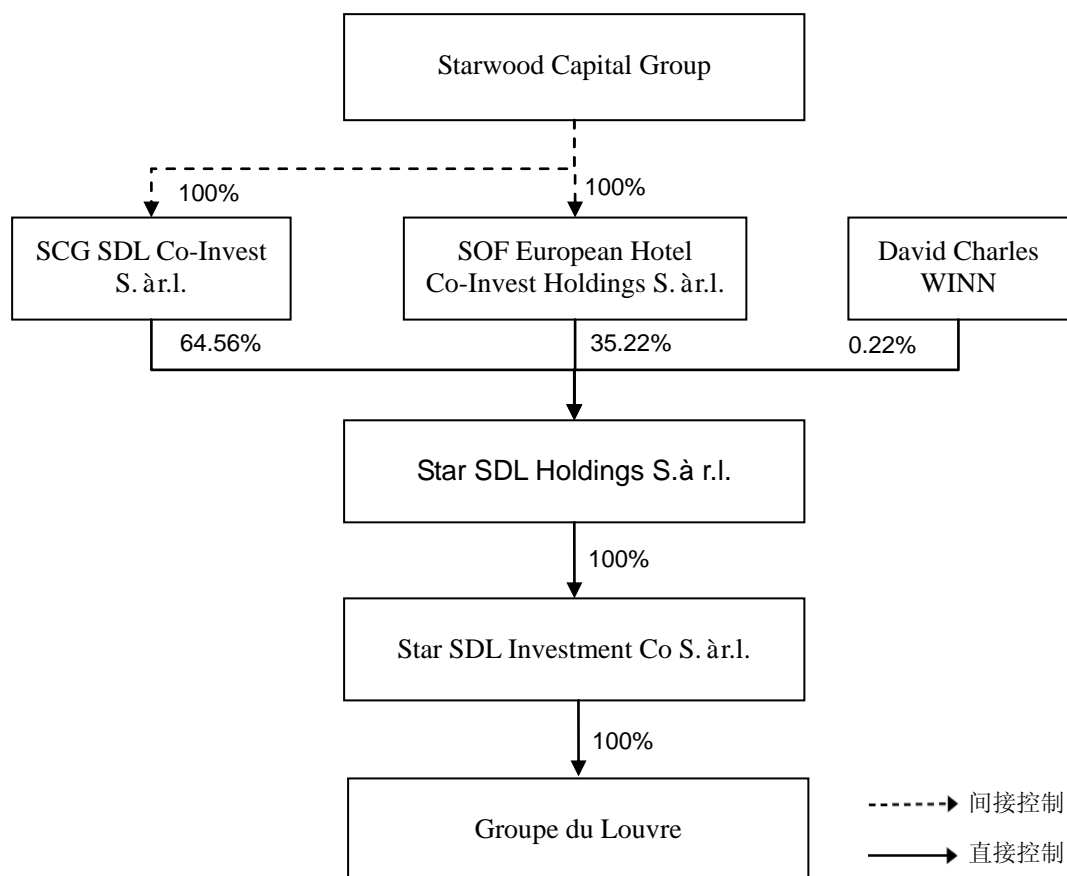 Starwood Capital Group
100%
100%
SCG SDL Co-Invest
S. àr.l.
SOF European Hotel
Co-Invest Holdings S. àr.l.
David Charles
WINN
64.56%
35.22%
0.22%
Star SDL Holdings S.à r.l.
100%
Star SDL Investment Co S. àr.l.
100%
Groupe du Louvre
间接控制
直接控制